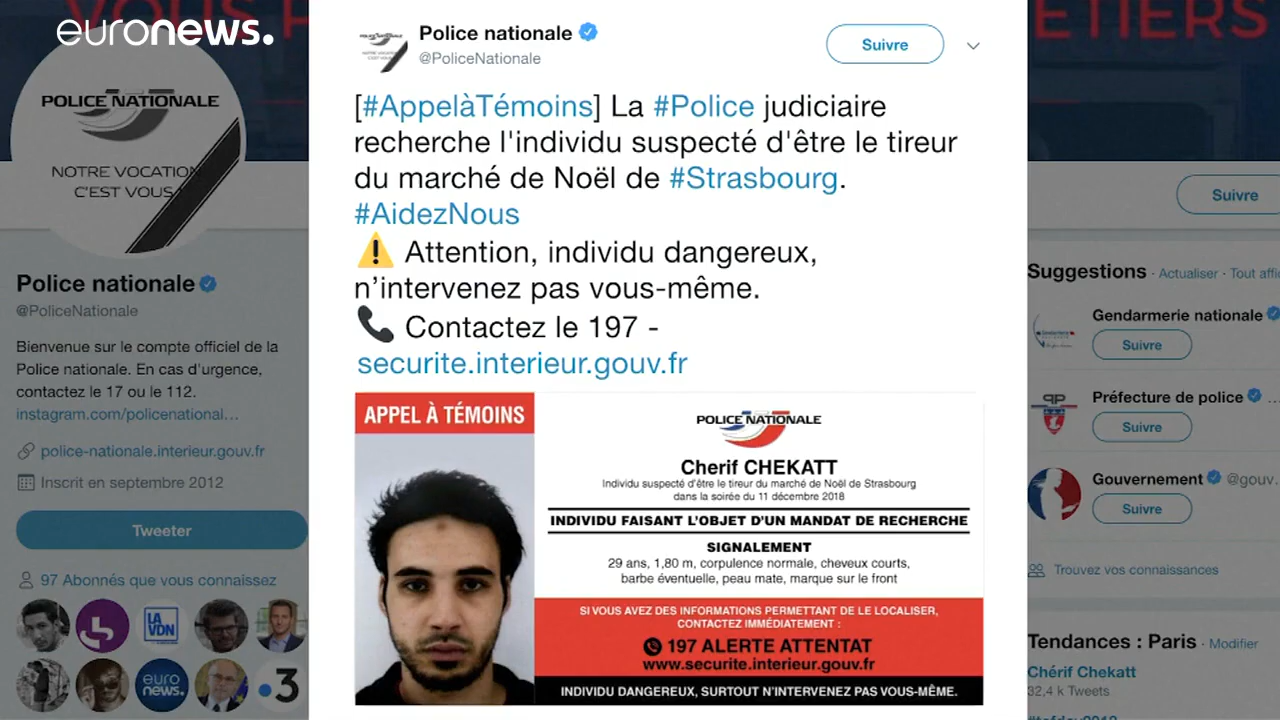 VOUS P
ETIERS
euronews.
POLICE NATIONALE
NOTRE VOCATION
C'EST VOUS !
Police nationale
@PoliceNationale
Bienvenue sur le compte officiel de la
Police nationale. En cas d'urgence,
contactez le 17 ou le 112.
instagram.com/policenational…
police-nationale.interieur.gouv.fr
Inscrit en septembre 2012
Tweeter
97 Abonnés que vous connaissez
LA
VDN
euro
news.
3
Police nationale
@PoliceNationale
Suivre
[#AppelàTémoins] La #Police judiciaire
recherche l'individu suspecté d'être le tireur
du marché de Noël de #Strasbourg.
#AidezNous
⚠️ Attention, individu dangereux,
n'intervenez pas vous-même.
📞 Contactez le 197 -
securite.interieur.gouv.fr
APPEL À TÉMOINS
POLICE NATIONALE
Cherif CHEKATT
Individu suspecté d'être le tireur du marché de Noël de Strasbourg
dans la soirée du 11 décembre 2018
INDIVIDU FAISANT L'OBJET D'UN MANDAT DE RECHERCHE
SIGNALEMENT
29 ans, 1,80 m, corpulence normale, cheveux courts,
barbe éventuelle, peau mate, marque sur le front
SI VOUS AVEZ DES INFORMATIONS PERMETTANT DE LE LOCALISER,
CONTACTEZ IMMÉDIATEMENT :
197 ALERTE ATTENTAT
www.securite.interieur.gouv.fr
INDIVIDU DANGEREUX, SURTOUT N'INTERVENEZ PAS VOUS-MÊME.
Suivre
Suggestions · Actualiser · Tout affic
Gendarmerie nationale
Suivre
Préfecture de police …
Suivre
Gouvernement @gouv.
Suivre
Trouvez vos connaissances
Tendances : Paris · Modifier
Chérif Chekatt
32,4 k Tweets